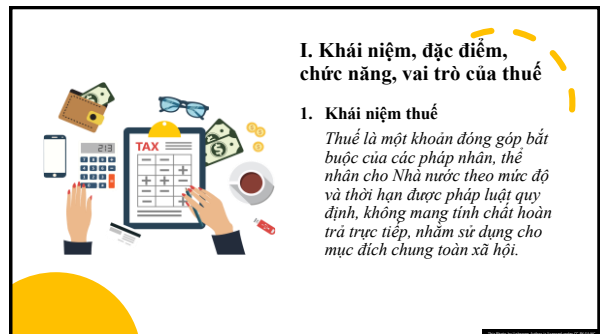 I. Khái niệm, đặc điểm,
chức năng, vai trò của thuế
1. Khái niệm thuế
Thuế là một khoản đóng góp bắt
buộc của các pháp nhân, thể
nhân cho Nhà nước theo mức độ
và thời hạn được pháp luật quy
định, không mang tính chất hoàn
trả trực tiếp, nhằm sử dụng cho
mục đích chung toàn xã hội.
213
TAX